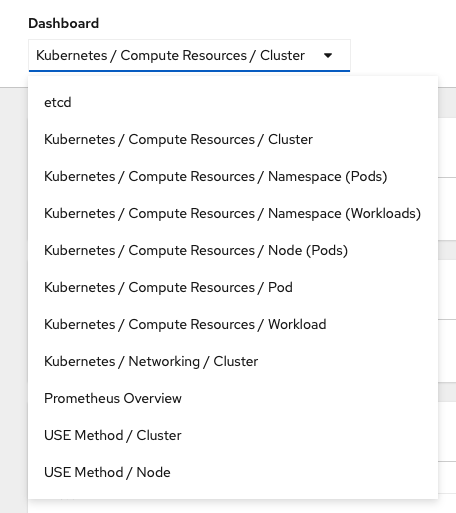 Dashboard
Kubernetes / Compute Resources / Cluster
etcd
Kubernetes / Compute Resources / Cluster
Kubernetes / Compute Resources / Namespace (Pods)
Kubernetes / Compute Resources / Namespace (Workloads)
Kubernetes / Compute Resources / Node (Pods)
Kubernetes / Compute Resources / Pod
Kubernetes / Compute Resources / Workload
Kubernetes / Networking / Cluster
Prometheus Overview
USE Method / Cluster
USE Method / Node